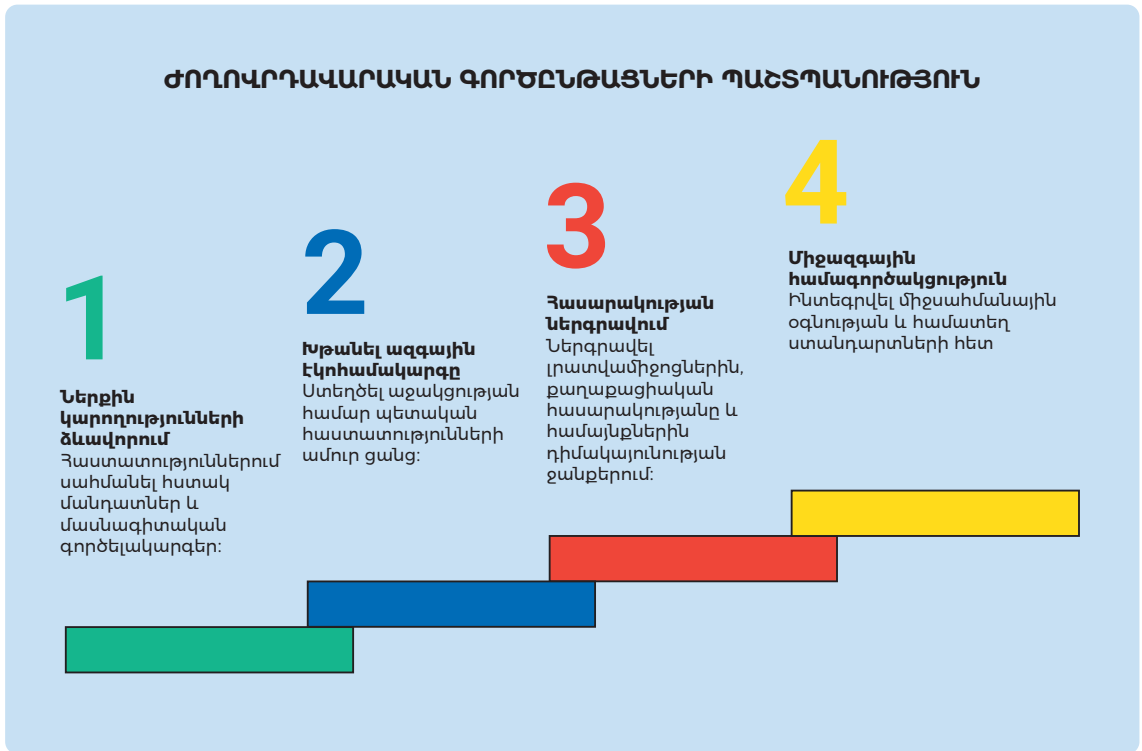 ԺՈՂՈՎՐԴԱՎԱՐԱԿԱՆ ԳՈՐԾԸՆԹԱՑՆԵՐԻ ՊԱՇՏՊԱՆՈՒԹՅՈՒՆ
1
Ներքին
կարողությունների
ձևավորում
Հաստատություններում
սահմանել հստակ
մանդատներ և
մասնագիտական
գործելակարգեր:
2
Խթանել ազգային
էկոհամակարգը
Ստեղծել աջակցության
համար պետական
հաստատությունների
ամուր ցանց:
3
Հասարակության
ներգրավում
Ներգրավել
լրատվամիջոցներին,
քաղաքացիական
հասարակությանը և
համայնքներին
դիմակայունության
ջանքերում:
4
Միջազգային
համագործակցություն
Ինտեգրվել միջսահմանային
օգնության և համատեղ
ստանդարտների հետ